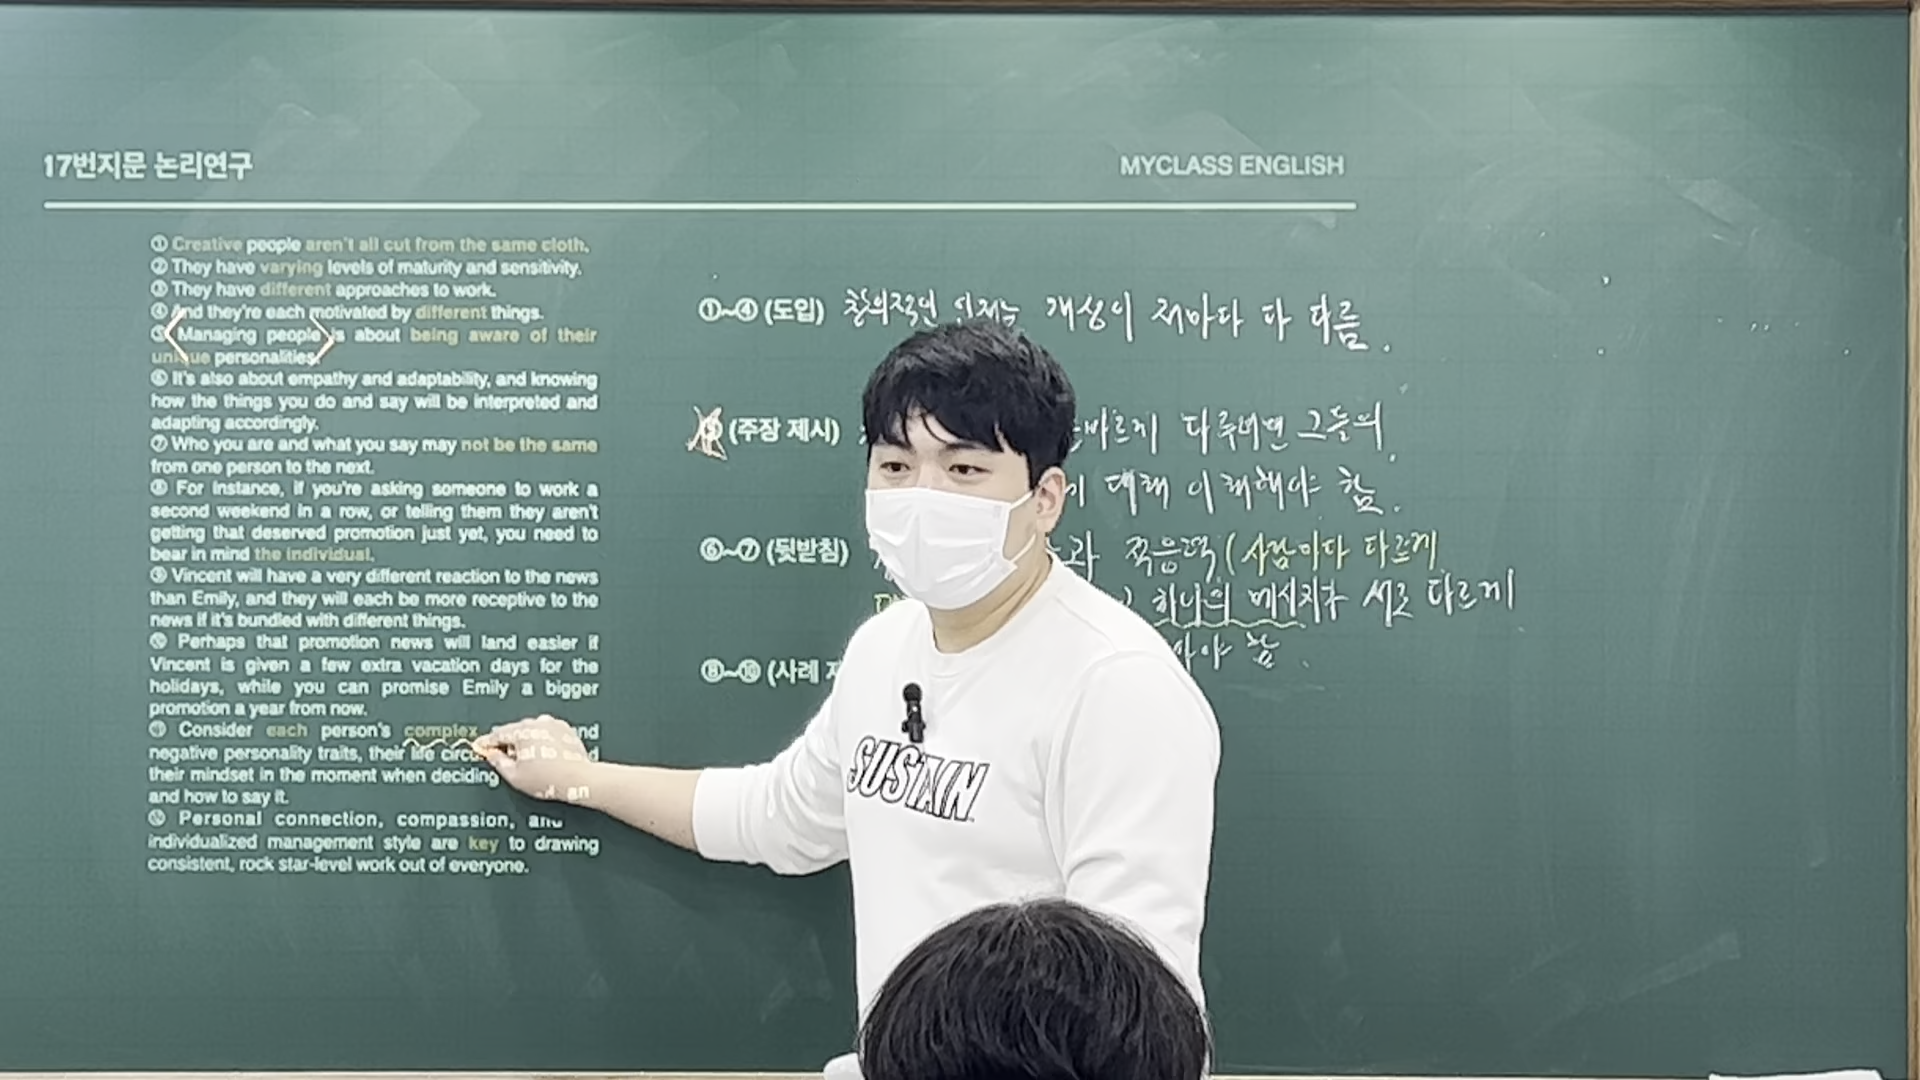 17번지문 논리연구
MYCLASS ENGLISH
① Creative people aren't all cut from the same cloth.
② They have varying levels of maturity and sensitivity.
③ They have different approaches to work.
④ And they're each motivated by different things.
⑤ Managing people is about being aware of their
unique personalities.
⑥ It's also about empathy and adaptability, and knowing
how the things you do and say will be interpreted and
adapting accordingly.
⑦ Who you are and what you say may not be the same
from one person to the next.
⑧ For instance, if you're asking someone to work a
second weekend in a row, or telling them they aren't
getting that deserved promotion just yet, you need to
bear in mind the individual.
⑨ Vincent will have a very different reaction to the news
than Emily, and they will each be more receptive to the
news if it's bundled with different things.
⑩ Perhaps that promotion news will land easier if
Vincent is given a few extra vacation days for the
holidays, while you can promise Emily a bigger
promotion a year from now.
⑪ Consider each person's complex
negative personality traits, their life
their mindset in the moment when deciding
and how to say it.
⑫ Personal connection, compassion, and
individualized management style are key to drawing
consistent, rock star-level work out of everyone.
①~④ (도입) 창의적인 인재는 개성이 저마다 다 다름.
(주장 제시) 다루려면 그들의
대해 이해해야 함.
⑥~⑦ (뒷받침) 적응력 (사람마다 다르게
하나의 메시지라 서로 다르게
함.
⑧~⑩ (사례
SUSTAIN